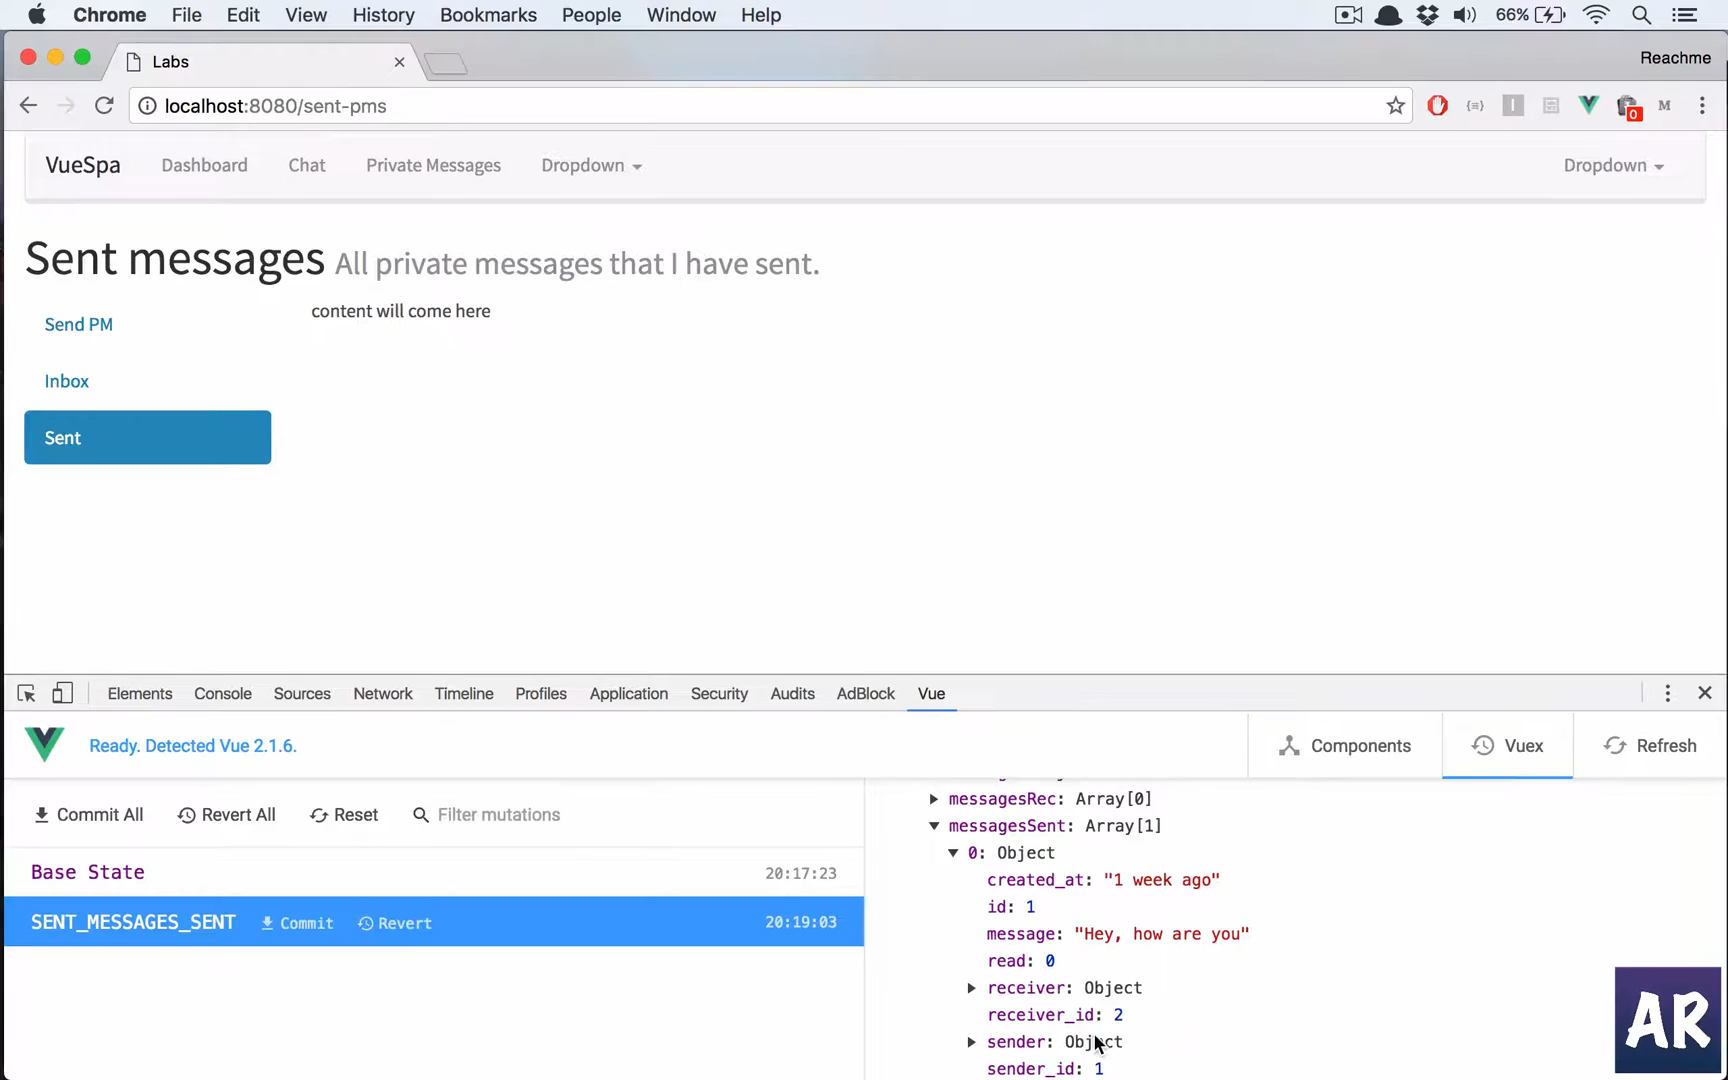 Chrome File Edit View History Bookmarks People Window Help 66%
Labs Reachme
localhost:8080/sent-pms 0 M
VueSpa Dashboard Chat Private Messages Dropdown Dropdown
Sent messages All private messages that I have sent.
content will come here
Send PM
Inbox
Sent
Elements Console Sources Network Timeline Profiles Application Security Audits AdBlock Vue
Ready. Detected Vue 2.1.6. Components Vuex Refresh
Commit All Revert All Reset Filter mutations
Base State 20:17:23
SENT_MESSAGES_SENT Commit Revert 20:19:03
messagesRec: Array[0]
messagesSent: Array[1]
0: Object
created_at: "1 week ago"
id: 1
message: "Hey, how are you"
read: 0
receiver: Object
receiver_id: 2
sender: Object
sender_id: 1
AR